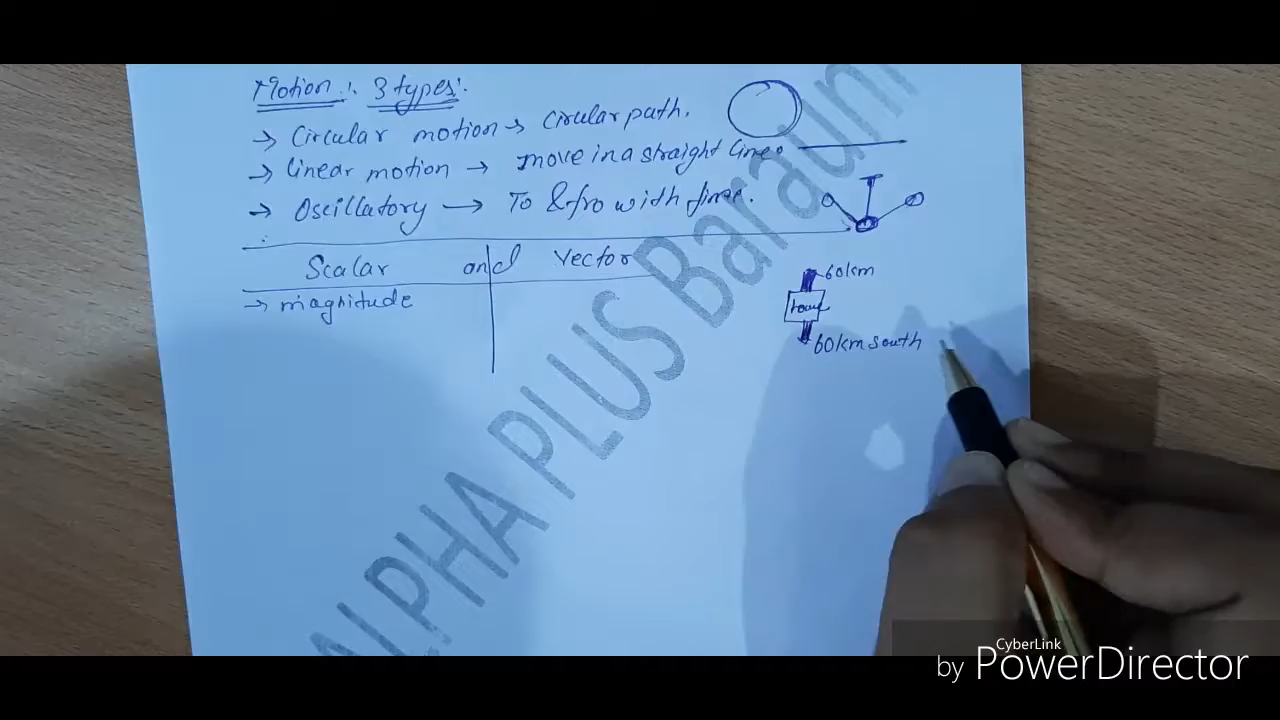 Motion :. 3 types:
→ Circular motion → Circular path.
→ linear motion → move in a straight line.
→ Oscillatory → To & fro with
Scalar and Vector
→ magnitude
60km
60km south
ALPHA PLUS Barauni
CyberLink
by PowerDirector